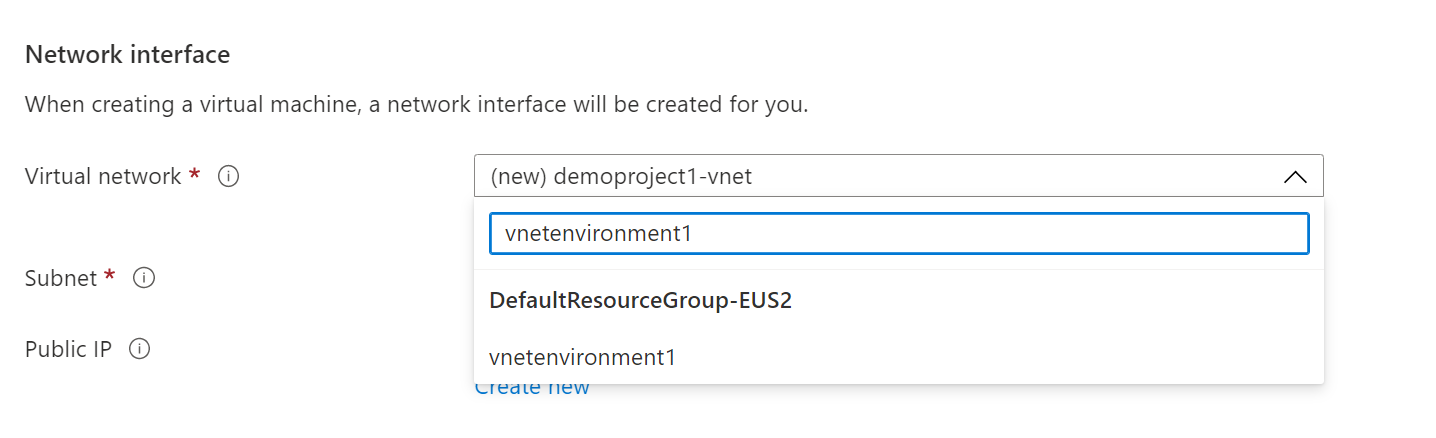 Network interface
When creating a virtual machine, a network interface will be created for you.
Virtual network *
(new) demoproject1-vnet
vnetenvironment1
Subnet *
DefaultResourceGroup-EUS2
Public IP
vnetenvironment1
Create new